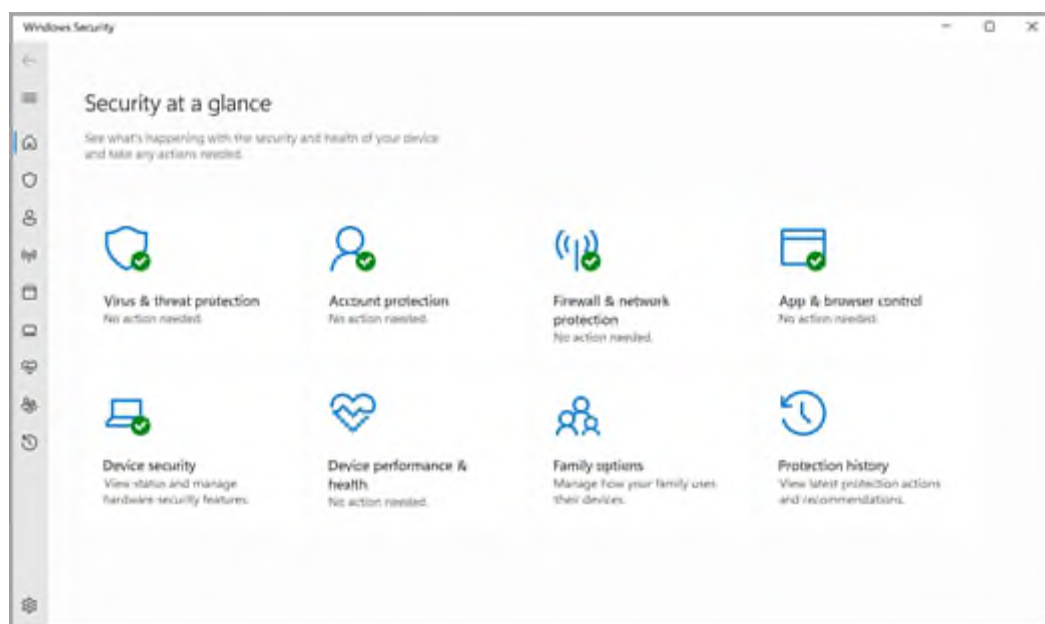 Windows Security
Security at a glance
See what's happening with the security and health of your device
and take any actions needed.
Virus & threat protection
No action needed.
Account protection
No action needed.
Firewall & network
protection
No action needed.
App & browser control
No action needed.
Device security
View status and manage
hardware security features.
Device performance &
health
No action needed.
Family options
Manage how your family uses
their devices.
Protection history
View latest protection actions
and recommendations.